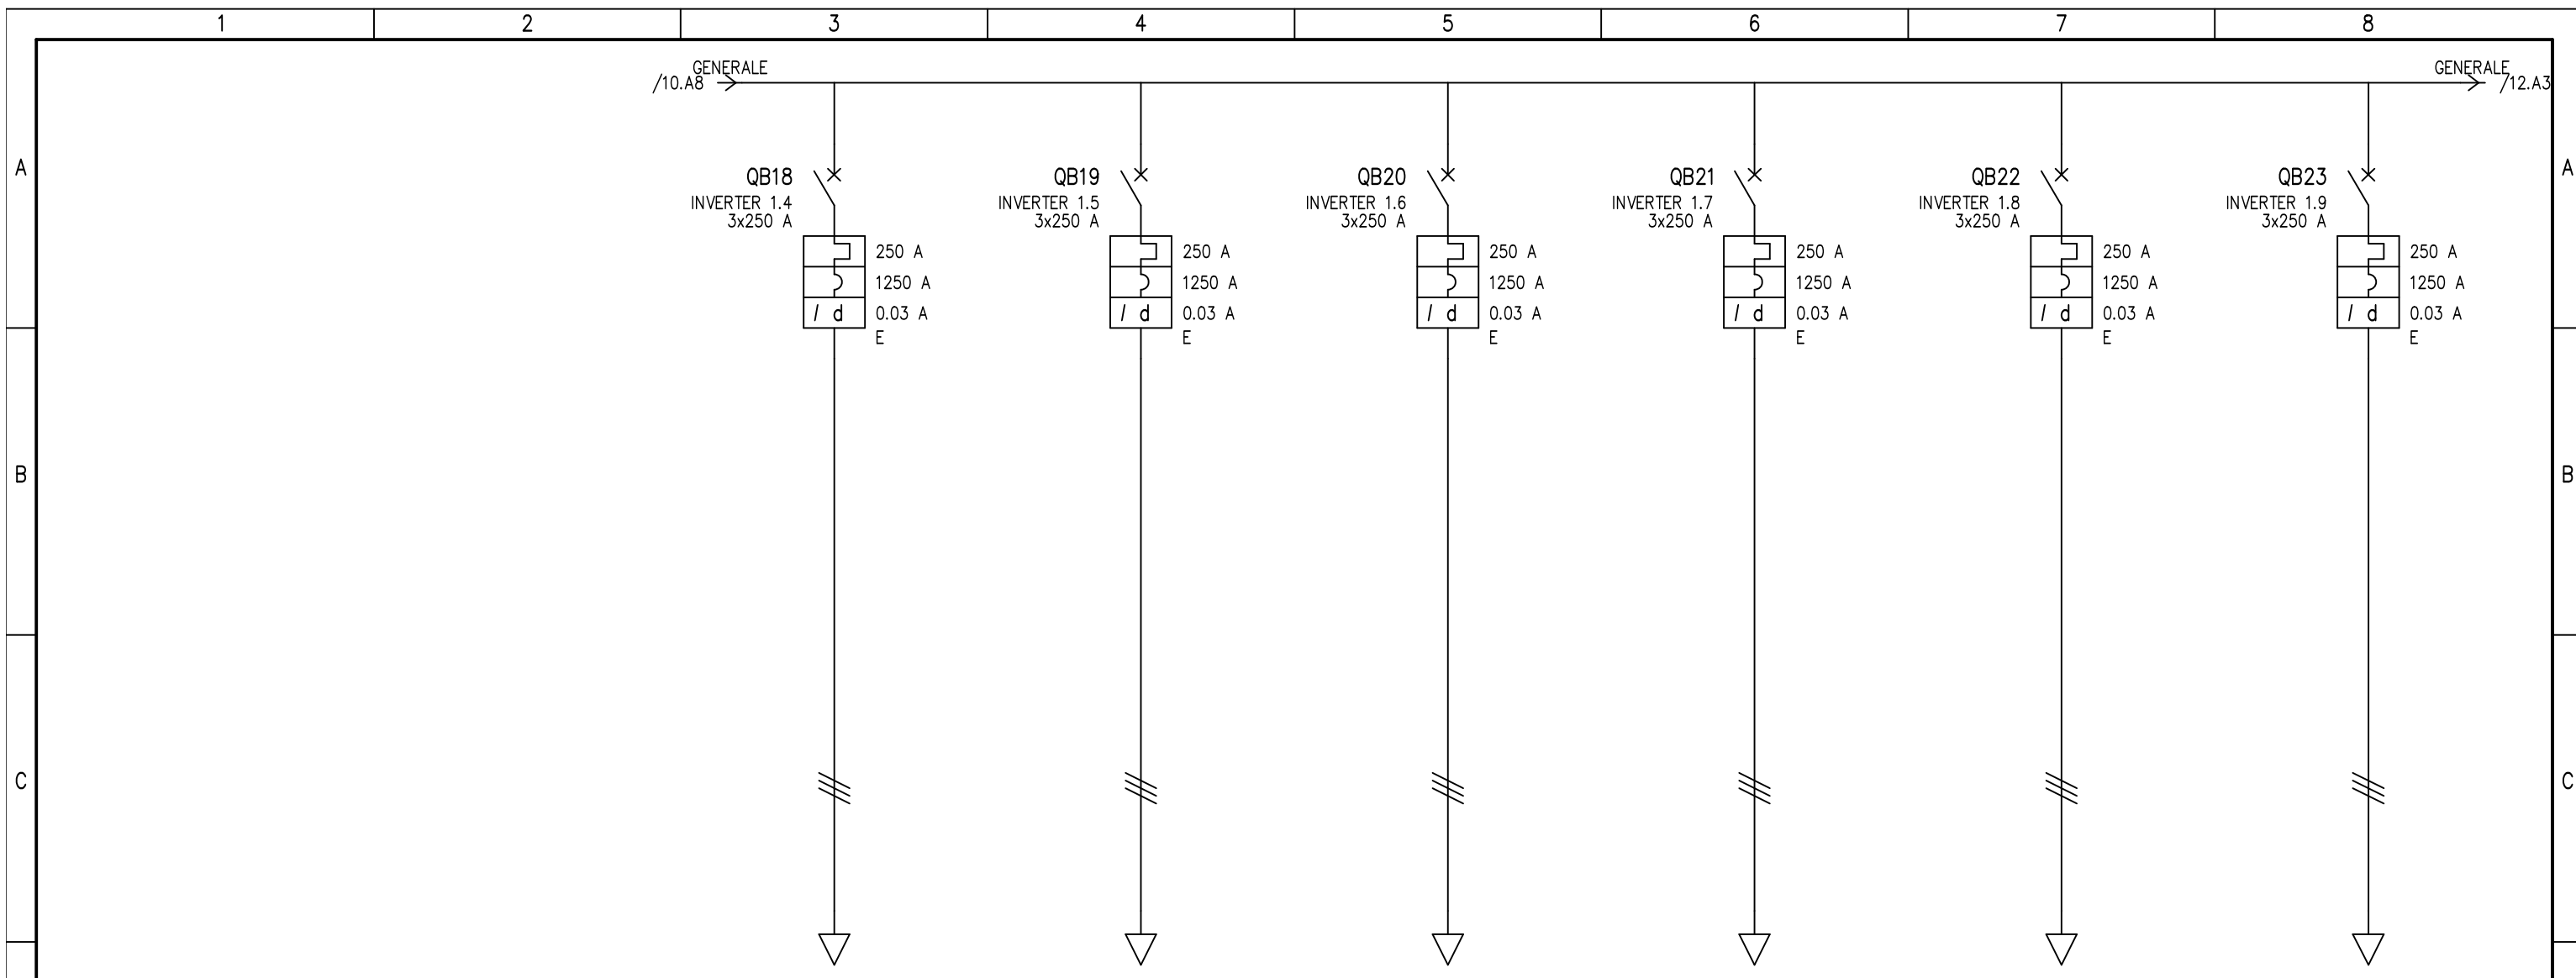 1 2 3 4 5 6 7 8
GENERALE GENERALE
/10.A8 /12.A3
A A
QB18 QB19 QB20 QB21 QB22 QB23
INVERTER 1.4 INVERTER 1.5 INVERTER 1.6 INVERTER 1.7 INVERTER 1.8 INVERTER 1.9
3x250 A 3x250 A 3x250 A 3x250 A 3x250 A 3x250 A
250 A 250 A 250 A 250 A 250 A 250 A
1250 A 1250 A 1250 A 1250 A 1250 A 1250 A
I d 0.03 A I d 0.03 A I d 0.03 A I d 0.03 A I d 0.03 A I d 0.03 A
E E E E E E
B B
C C